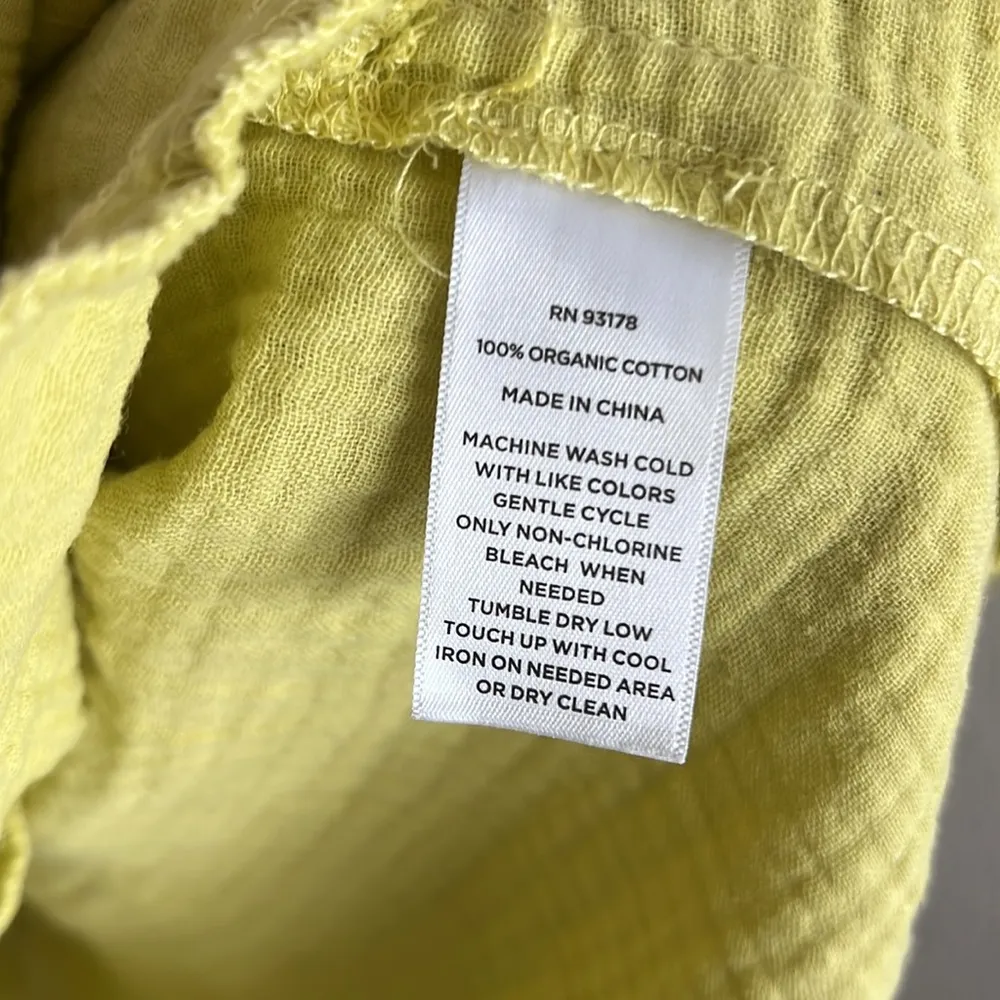 RN 93178
100% ORGANIC COTTON
MADE IN CHINA
MACHINE WASH COLD
WITH LIKE COLORS
GENTLE CYCLE
ONLY NON-CHLORINE
BLEACH WHEN
NEEDED
TUMBLE DRY LOW
TOUCH UP WITH COOL
IRON ON NEEDED AREA
OR DRY CLEAN